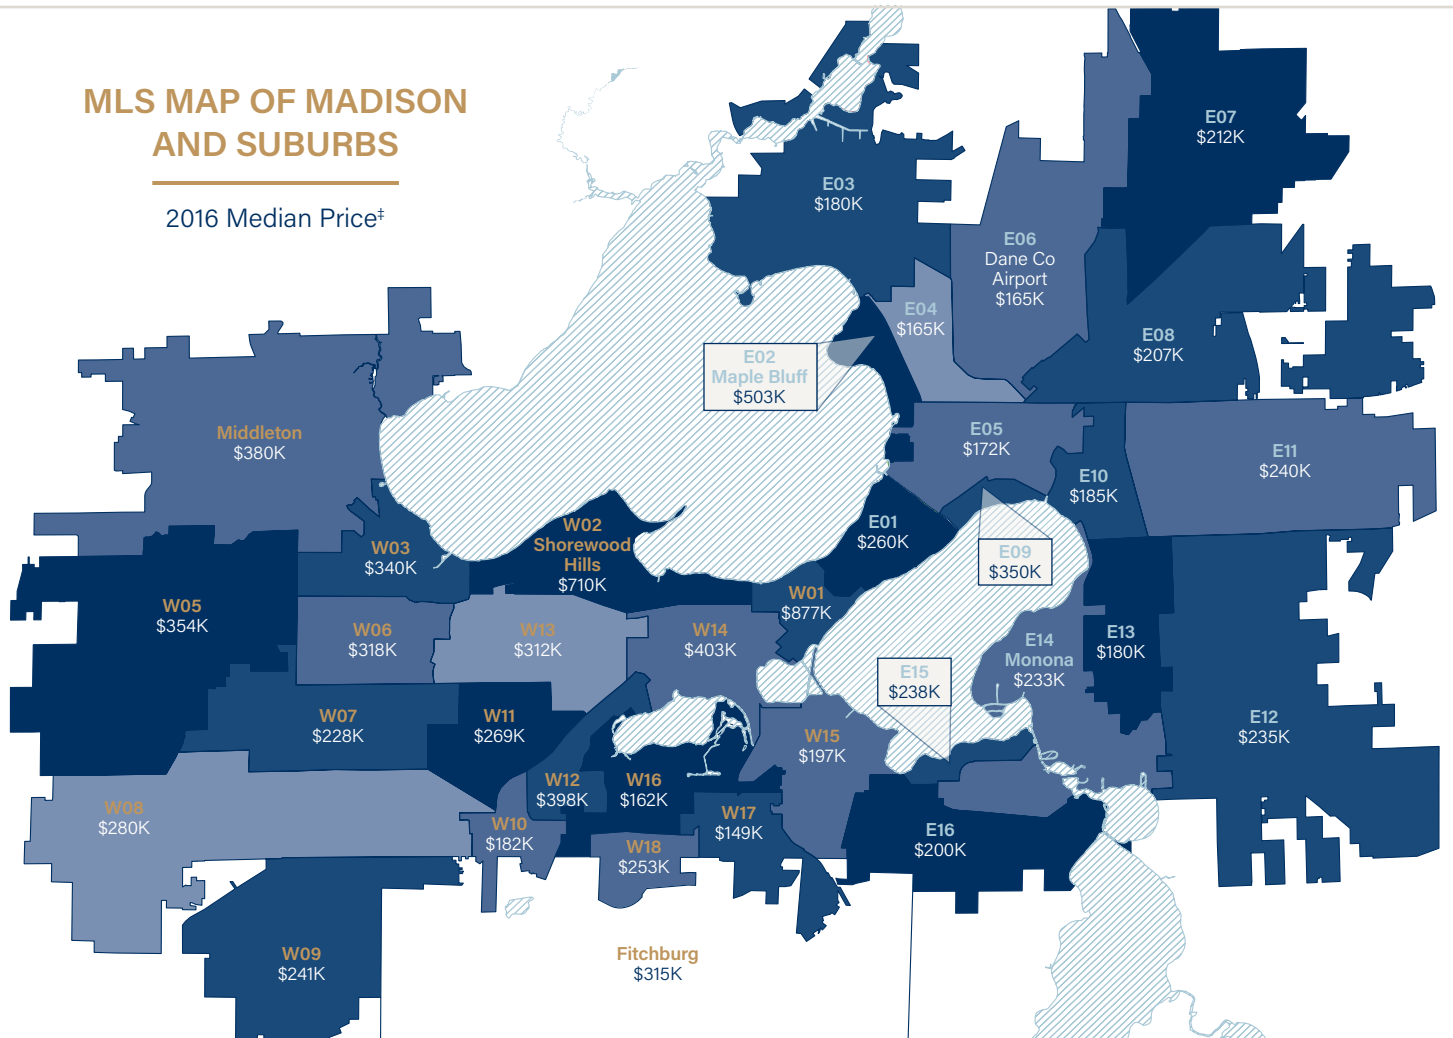 MLS MAP OF MADISON
AND SUBURBS
2016 Median Price‡
E07
$212K
E03
$180K
E06
Dane Co
Airport
$165K
E04
$165K
E08
$207K
E02
Maple Bluff
$503K
Middleton
$380K
E05
$172K
E11
$240K
E10
$185K
E01
$260K
W02
Shorewood
Hills
$710K
W03
$340K
E09
$350K
W01
$877K
W05
$354K
W06
$318K
W13
$312K
W14
$403K
E14
Monona
$233K
E13
$180K
E15
$238K
W07
$228K
W11
$269K
W15
$197K
E12
$235K
W12
$398K
W16
$162K
W08
$280K
W10
$182K
W17
$149K
W18
$253K
E16
$200K
W09
$241K
Fitchburg
$315K